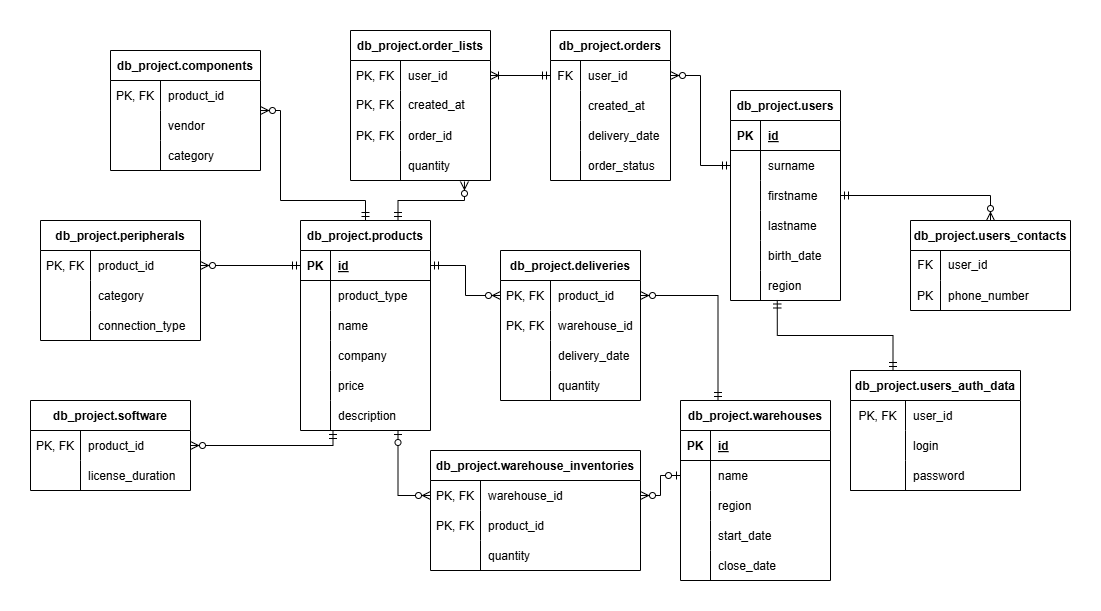 db_project.components
PK, FK product_id
vendor
category
db_project.order_lists
PK, FK user_id
PK, FK created_at
PK, FK order_id
quantity
db_project.orders
FK user_id
created_at
delivery_date
order_status
db_project.users
PK id
surname
firstname
lastname
birth_date
region
db_project.users_contacts
FK user_id
PK phone_number
db_project.peripherals
PK, FK product_id
category
connection_type
db_project.products
PK id
product_type
name
company
price
description
db_project.deliveries
PK, FK product_id
PK, FK warehouse_id
delivery_date
quantity
db_project.users_auth_data
PK, FK user_id
login
password
db_project.software
PK, FK product_id
license_duration
db_project.warehouse_inventories
PK, FK warehouse_id
PK, FK product_id
quantity
db_project.warehouses
PK id
name
region
start_date
close_date